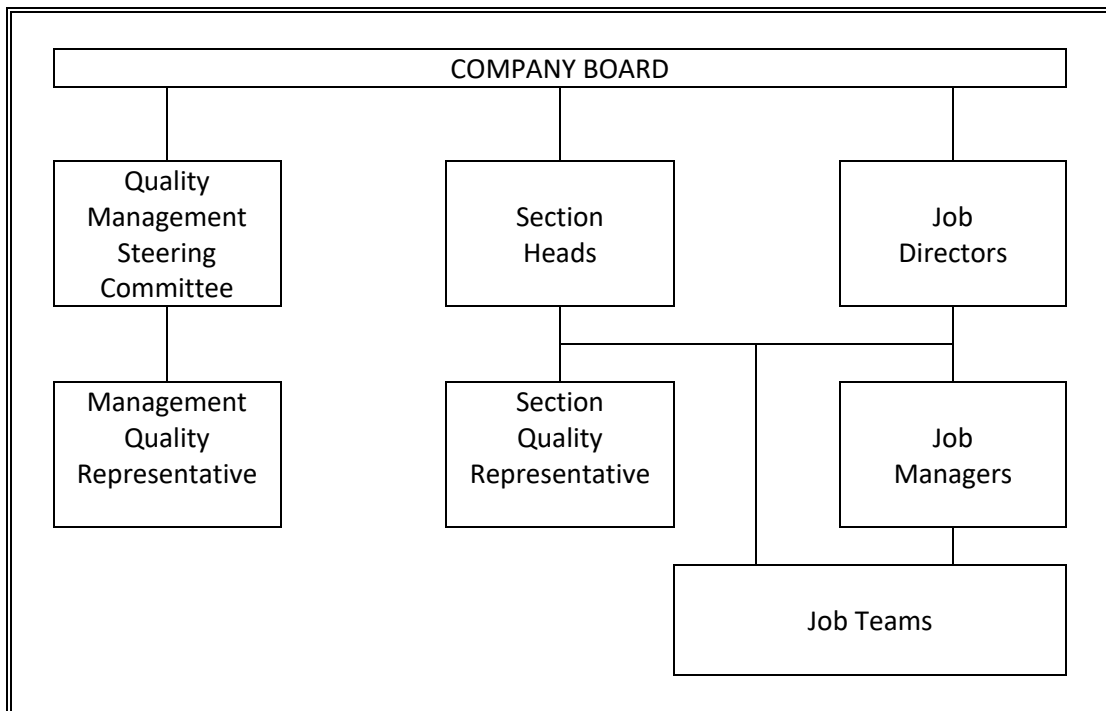 COMPANY BOARD
Quality
Management
Steering
Committee
Section
Heads
Job
Directors
Management
Quality
Representative
Section
Quality
Representative
Job
Managers
Job Teams